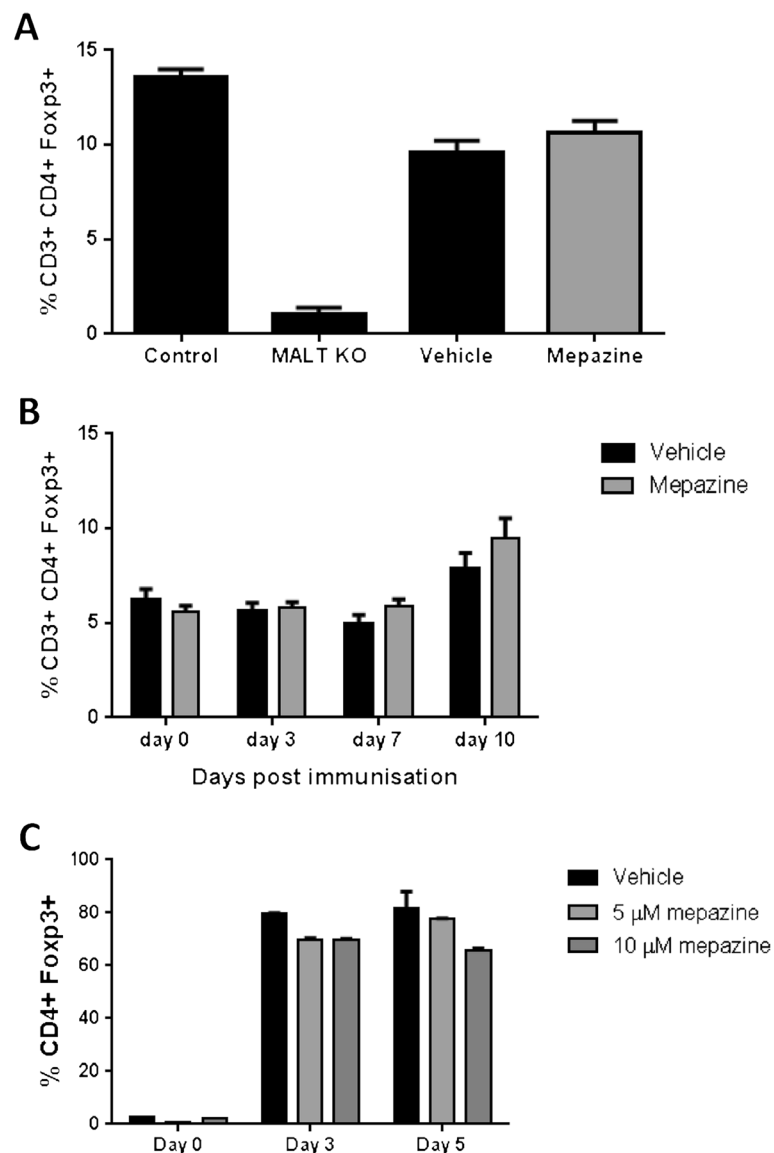 A
% CD3+ CD4+ Foxp3+
15
10
5
0
Control MALT KO Vehicle Mepazine
B
% CD3+ CD4+ Foxp3+
15
10
5
0
day 0 day 3 day 7 day 10
Days post immunisation
Vehicle
Mepazine
C
% CD4+ Foxp3+
100
80
60
40
20
0
Day 0 Day 3 Day 5
Vehicle
5 μM mepazine
10 μM mepazine